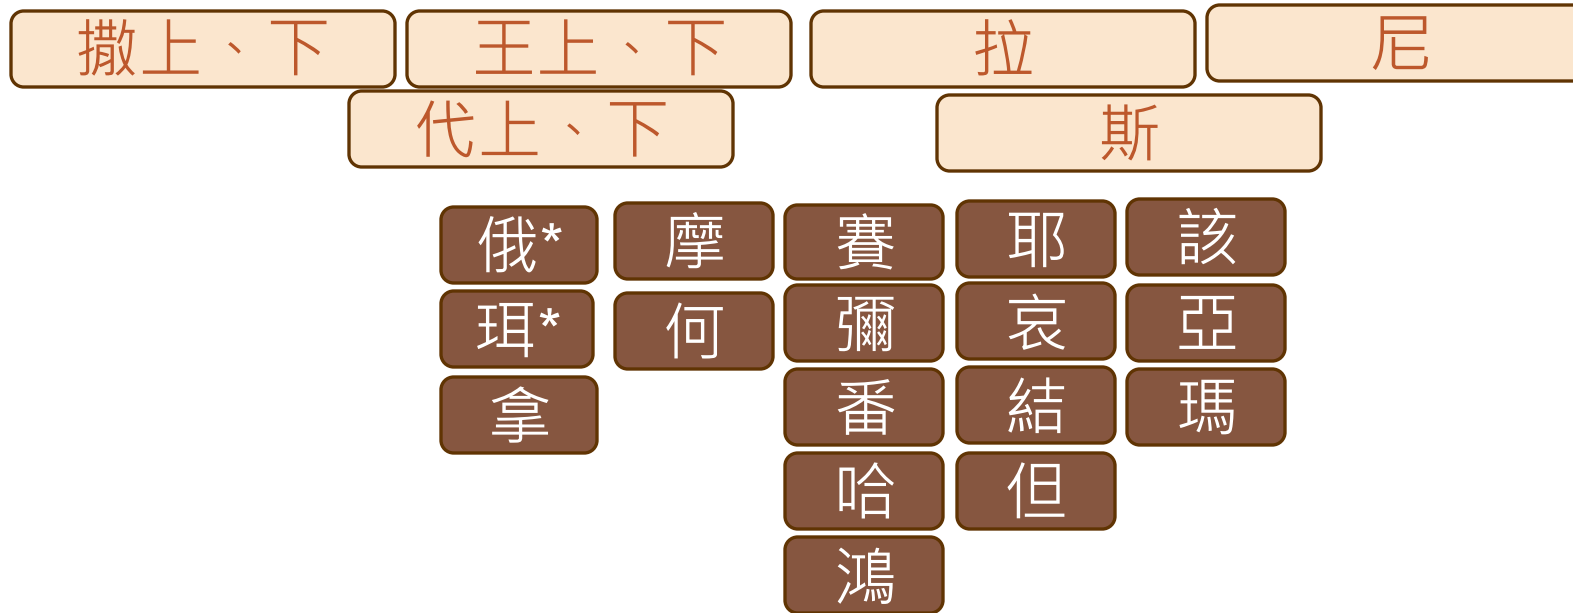 撒上、下 王上、下 拉 尼
代上、下 斯
俄* 摩 賽 耶 該
珥* 何 彌 哀 亞
拿 番 結 瑪
哈 但
鴻